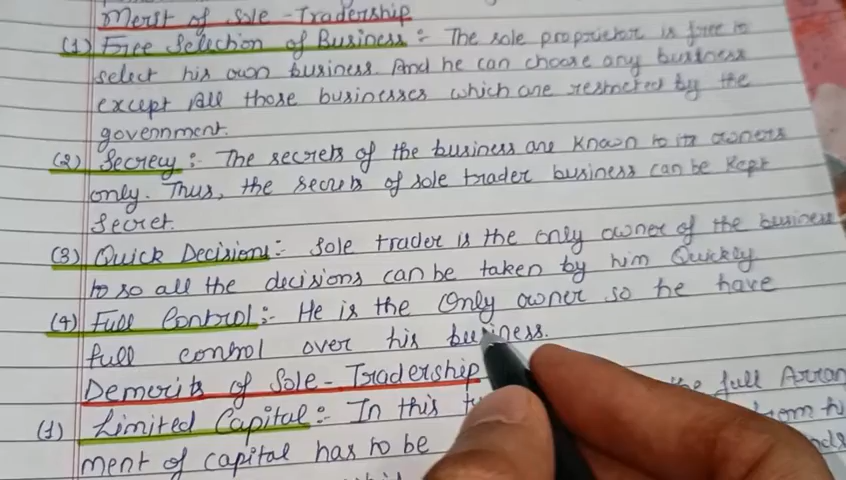 Merit of Sole-Tradership
(1) Free Selection of Business:- The sole proprietor is free to
select his own business. And he can choose any business
except All those businesses which are restricted by the
government.
(2) Secrecy:- The secrets of the business are known to its owners
only. Thus, the secrets of sole trader business can be kept
secret.
(3) Quick Decisions:- Sole trader is the only owner of the business
to so all the decisions can be taken by him Quickly
(4) Full Control:- He is the Only owner so he have
full control over his business.
Demerits of Sole-Tradership
(1) Limited Capital:- In this the full Arran
ment of capital has to be from